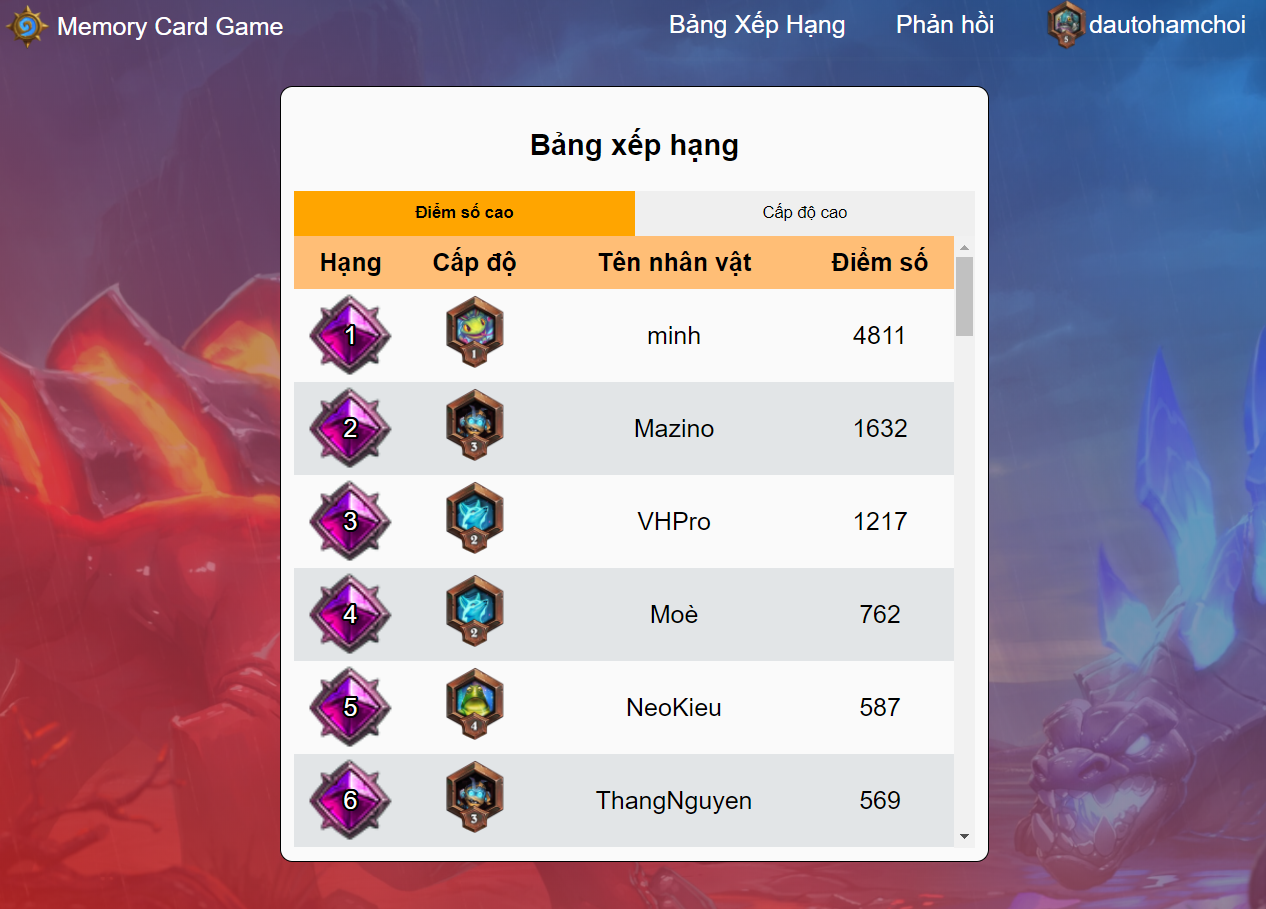 Memory Card Game
Bảng Xếp Hạng Phản hồi 5 dautohamchoi
Bảng xếp hạng
Điểm số cao Cấp độ cao
Hạng Cấp độ Tên nhân vật Điểm số
1 1 minh 4811
2 3 Mazino 1632
3 2 VHPro 1217
4 2 Moè 762
5 4 NeoKieu 587
6 3 ThangNguyen 569